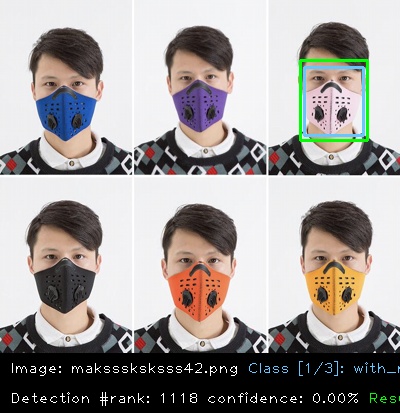 Image: maksssksksss42.png Class [1/3]: with_
Detection #rank: 1118 confidence: 0.00%